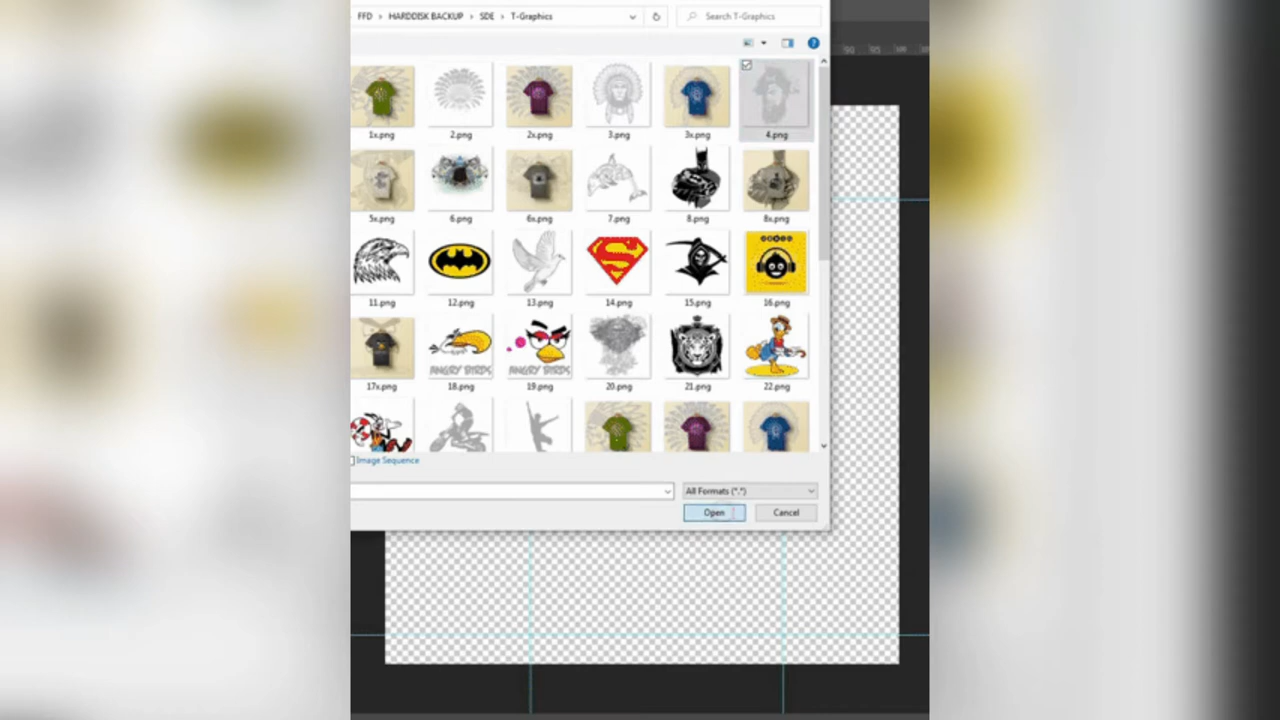 FFD > HARDDISK BACKUP > SDE > T-Graphics
Search T-Graphics
1x.png 2.png 2x.png 3.png 3x.png 4.png
5x.png 6.png 6x.png 7.png 8.png 8x.png
11.png 12.png 13.png 14.png 15.png 16.png
ANGRY BIRDS ANGRY BIRDS
17x.png 18.png 19.png 20.png 21.png 22.png
Image Sequence
All Formats (*.*)
Open Cancel